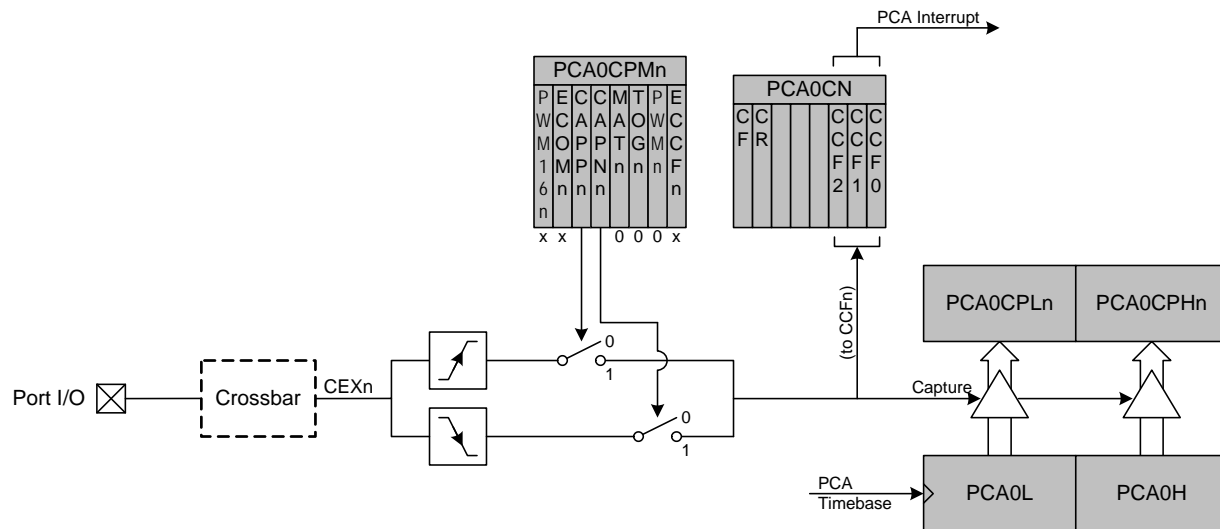 PCA Interrupt
PCA0CPMn
PWM16n
ECOMn
CAPPn
CAPNn
MATn
TOGn
PWMn
ECCFn
x x 0 0 0 x
PCA0CN
CF
CR
CCF2
CCF1
CCF0
(to CCFn)
PCA0CPLn
PCA0CPHn
0
1
Port I/O
Crossbar
CEXn
Capture
0
1
PCA
Timebase
PCA0L
PCA0H